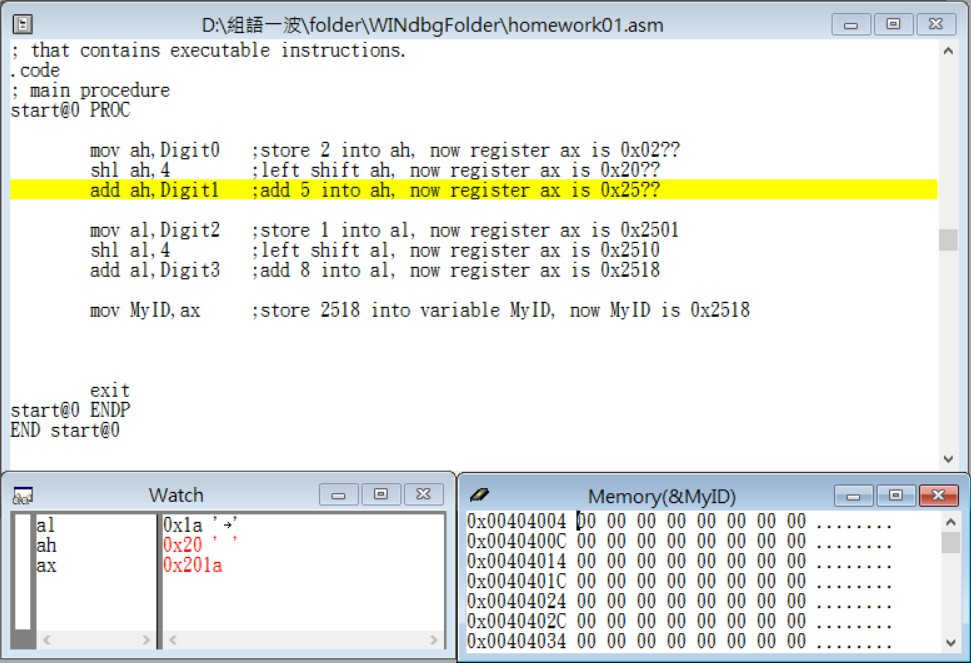 D:\組語一波\folder\WINdbgFolder\homework01.asm
; that contains executable instructions.
.code
; main procedure
start@0 PROC
mov ah,Digit0 ;store 2 into ah, now register ax is 0x02??
shl ah,4 ;left shift ah, now register ax is 0x20??
add ah,Digit1 ;add 5 into ah, now register ax is 0x25??
mov al,Digit2 ;store 1 into al, now register ax is 0x2501
shl al,4 ;left shift al, now register ax is 0x2510
add al,Digit3 ;add 8 into al, now register ax is 0x2518
mov MyID,ax ;store 2518 into variable MyID, now MyID is 0x2518
exit
start@0 ENDP
END start@0
Watch
al 0x1a '→'
ah 0x20 ' '
ax 0x201a
Memory(&MyID)
0x00404004 00 00 00 00 00 00 00 00 ........
0x0040400C 00 00 00 00 00 00 00 00 ........
0x00404014 00 00 00 00 00 00 00 00 ........
0x0040401C 00 00 00 00 00 00 00 00 ........
0x00404024 00 00 00 00 00 00 00 00 ........
0x0040402C 00 00 00 00 00 00 00 00 ........
0x00404034 00 00 00 00 00 00 00 00 ........